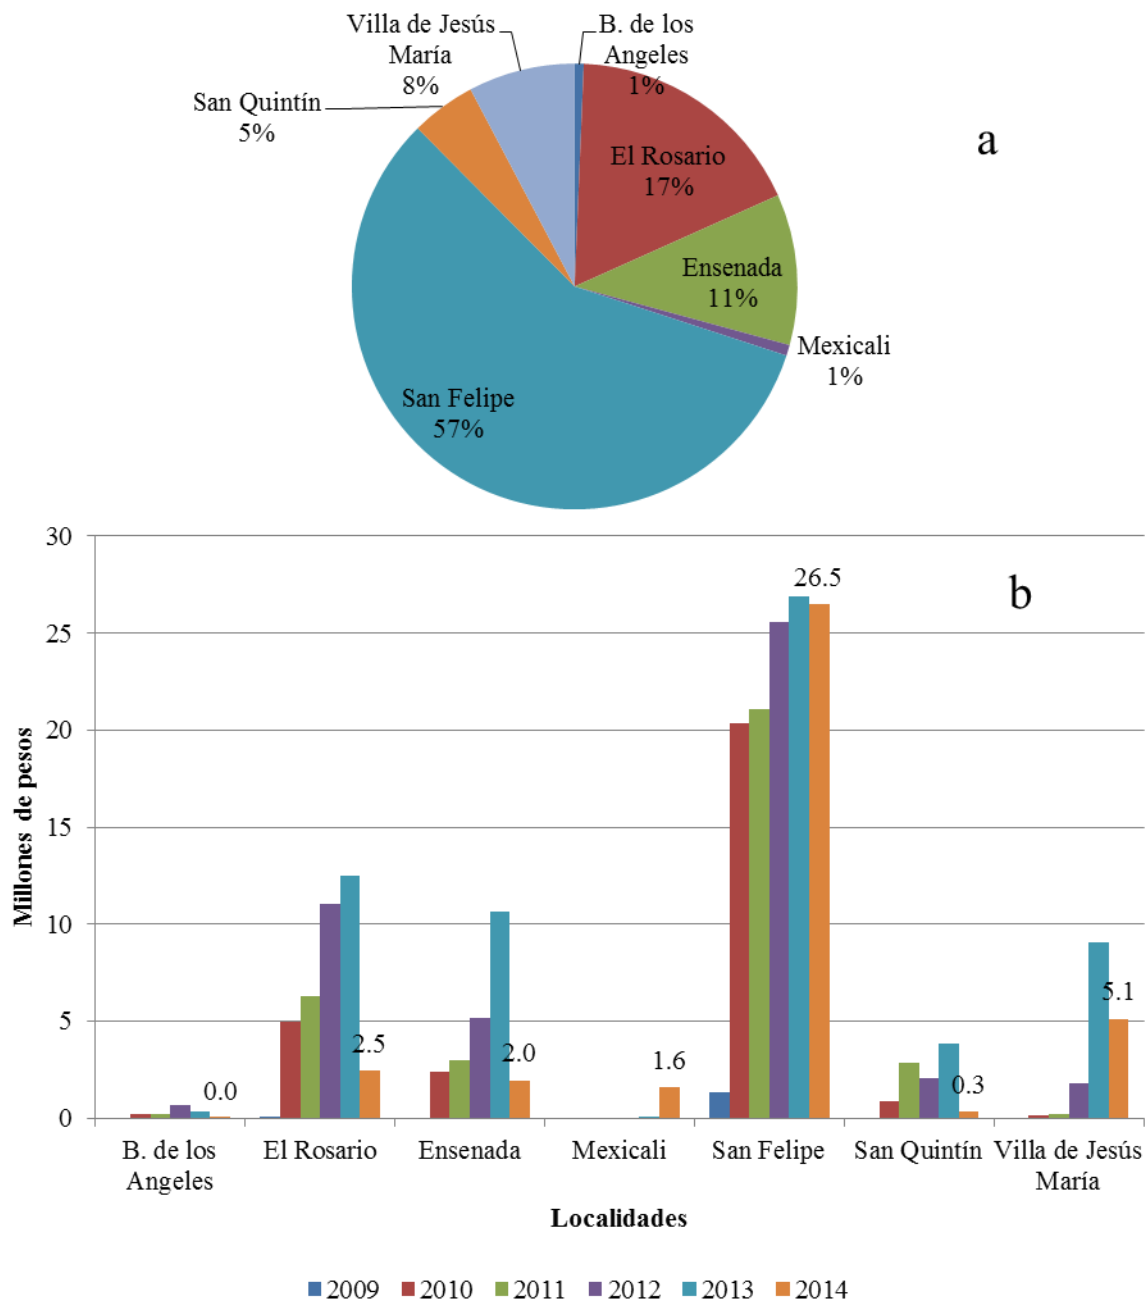 Villa de Jesús
María
8%
B. de los
Angeles
1%
San Quintín
5%
a
El Rosario
17%
Ensenada
11%
Mexicali
1%
San Felipe
57%
b
Millones de pesos
30
25
20
15
10
5
0
0.0
2.5
2.0
1.6
26.5
0.3
5.1
B. de los
Angeles
El Rosario
Ensenada
Mexicali
San Felipe
San Quintín
Villa de Jesús
María
Localidades
2009 2010 2011 2012 2013 2014